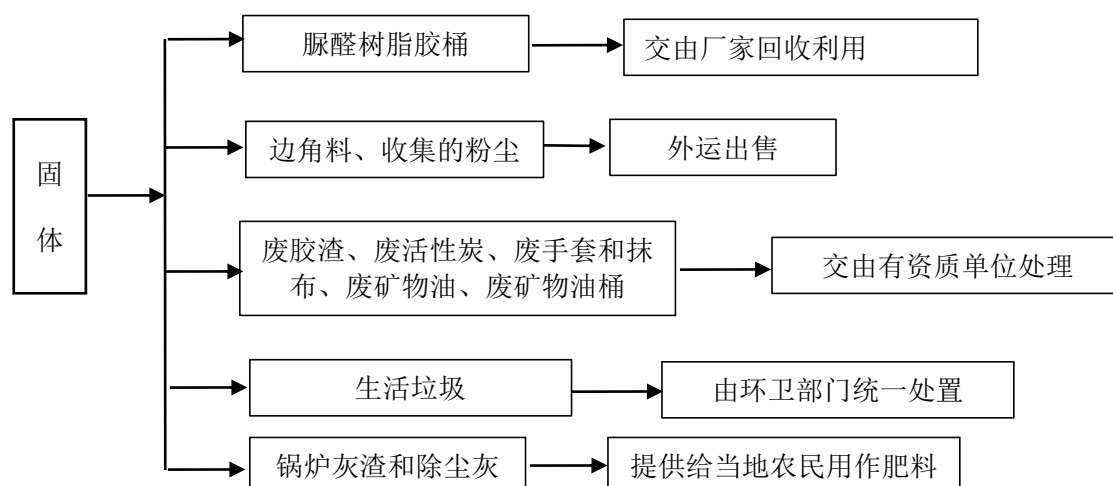 脲醛树脂胶桶
交由厂家回收利用
固
体
边角料、收集的粉尘
外运出售
废胶渣、废活性炭、废手套和抹
布、废矿物油、废矿物油桶
交由有资质单位处理
生活垃圾
由环卫部门统一处置
锅炉灰渣和除尘灰
提供给当地农民用作肥料